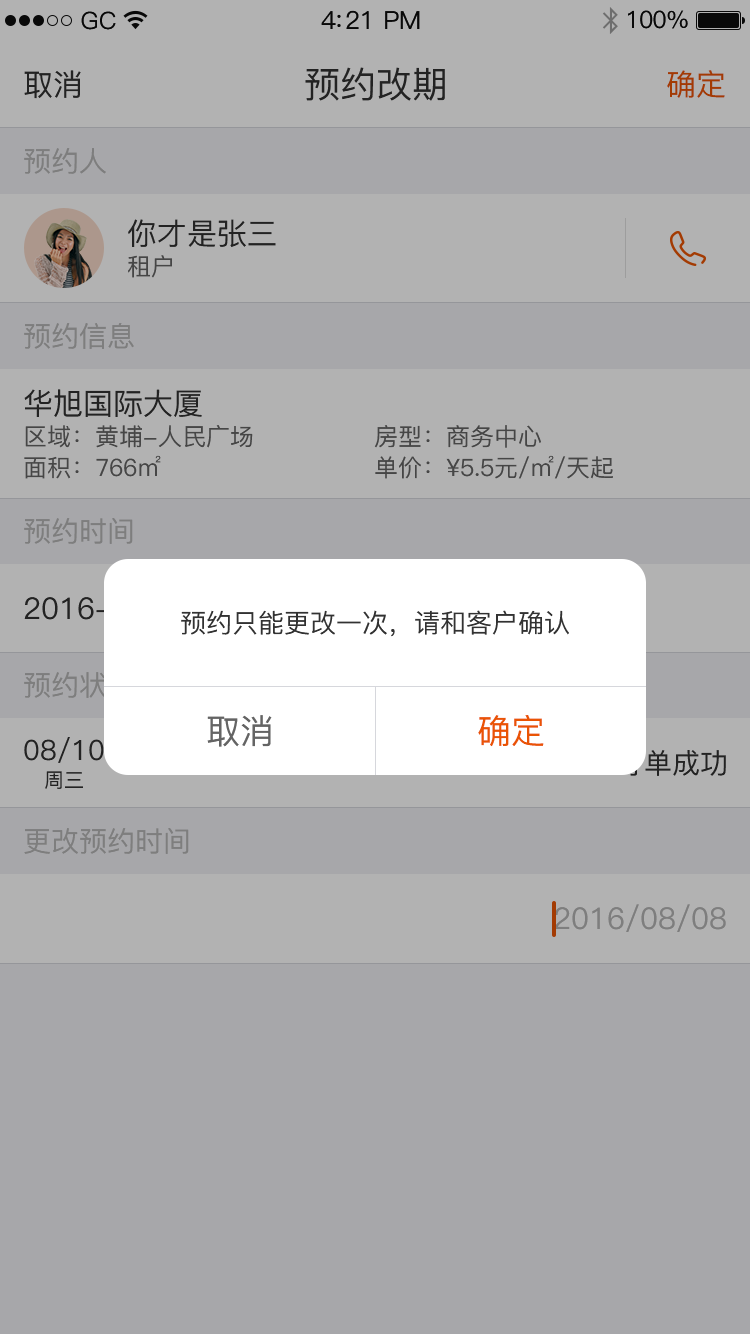 GC 4:21 PM 100%
取消 预约改期 确定
预约人
你才是张三
租户
预约信息
华旭国际大厦
区域：黄埔-人民广场 房型：商务中心
面积：766㎡ 单价：¥5.5元/㎡/天起
预约时间
2016-
预约状
预约只能更改一次，请和客户确认
取消 确定
08/10
周三
单成功
更改预约时间
2016/08/08